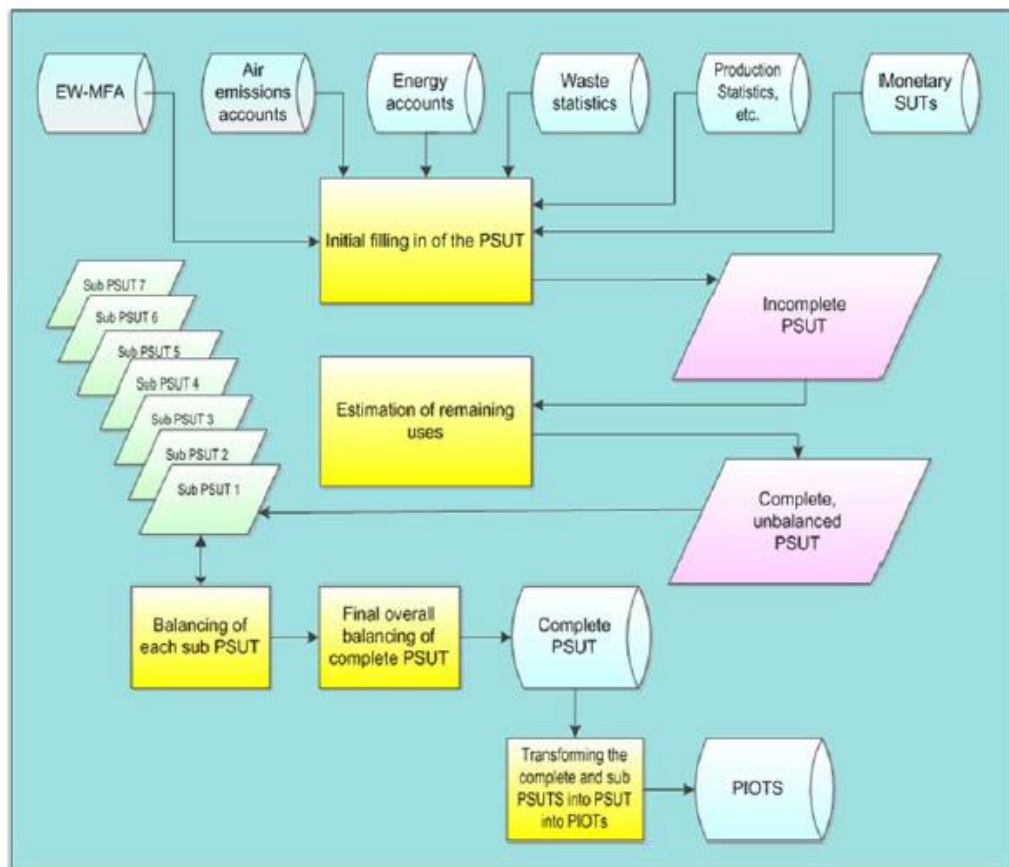 EW-MFA
Air
emissions
accounts
Energy
accounts
Waste
statistics
Production
Statistics,
etc.
Monetary
SUTs
Initial filling in of the PSUT
Sub PSUT 7
Sub PSUT 6
Sub PSUT 5
Sub PSUT 4
Sub PSUT 3
Sub PSUT 2
Sub PSUT 1
Incomplete
PSUT
Estimation of remaining
uses
Complete,
unbalanced
PSUT
Balancing of
each sub PSUT
Final overall
balancing of
complete PSUT
Complete
PSUT
Transforming the
complete and sub
PSUTS into PSUT
into PIOTs
PIOTS